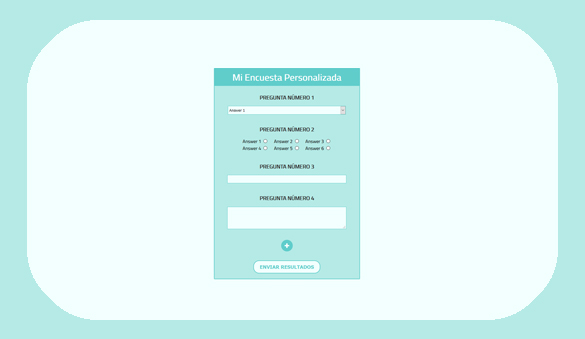 Mi Encuesta Personalizada
PREGUNTA NÚMERO 1
Answer 1
PREGUNTA NÚMERO 2
Answer 1 Answer 2 Answer 3
Answer 4 Answer 5 Answer 6
PREGUNTA NÚMERO 3
PREGUNTA NÚMERO 4
+
ENVIAR RESULTADOS